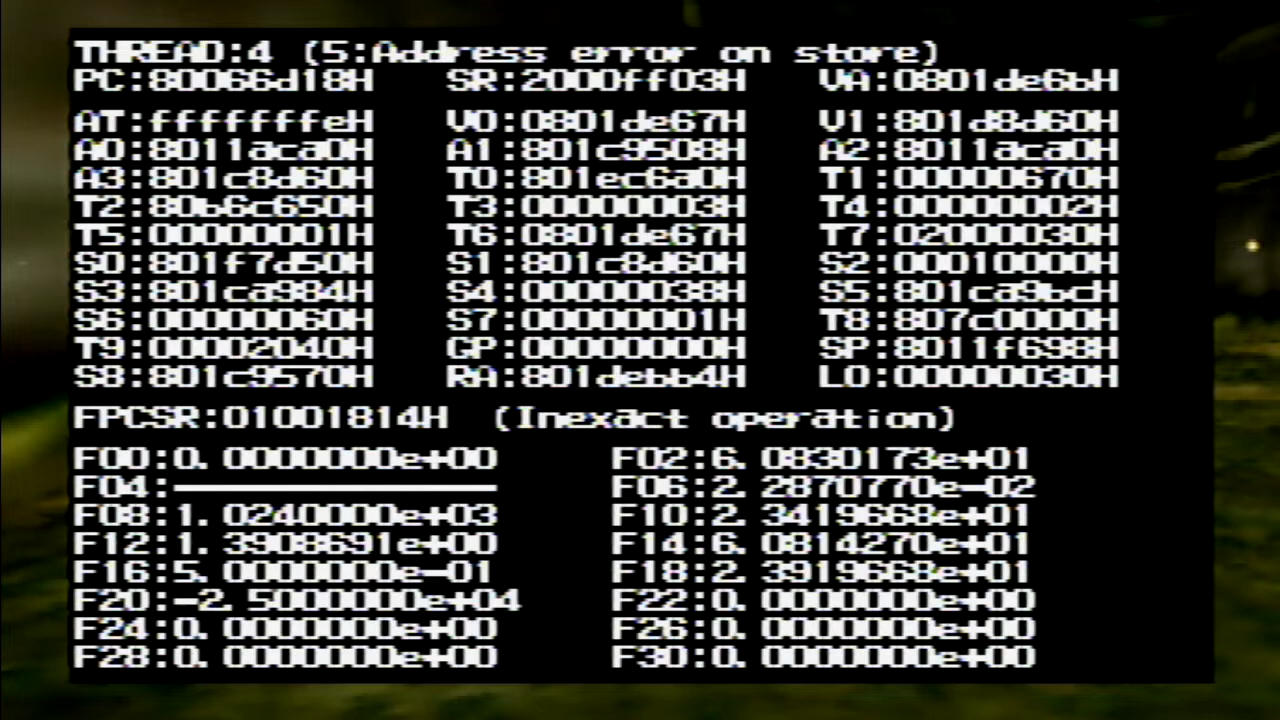 THREAD:4 (5:Address error on store)
PC:80066d18H SR:2000ff03H VA:0801de6bH
AT:fffffffeH V0:0801de67H V1:801d8d60H
A0:8011aca0H A1:801c9508H A2:8011aca0H
A3:801c8d60H T0:801ec6a0H T1:00000670H
T2:80b6c650H T3:00000003H T4:00000002H
T5:00000001H T6:0801de67H T7:02000030H
S0:801f7d50H S1:801c8d60H S2:00010000H
S3:801ca984H S4:00000038H S5:801ca9bcH
S6:00000060H S7:00000001H T8:807c0000H
T9:00002040H GP:00000000H SP:8011f698H
S8:801c9570H RA:801debb4H LO:00000030H
FPCSR:01001814H (Inexact operation)
F00:0.0000000e+00 F02:6.0830173e+01
F04:---------------- F06:2.2870770e-02
F08:1.0240000e+03 F10:2.3419668e+01
F12:1.3908691e+00 F14:6.0814270e+01
F16:5.0000000e-01 F18:2.3919668e+01
F20:-2.5000000e+04 F22:0.0000000e+00
F24:0.0000000e+00 F26:0.0000000e+00
F28:0.0000000e+00 F30:0.0000000e+00